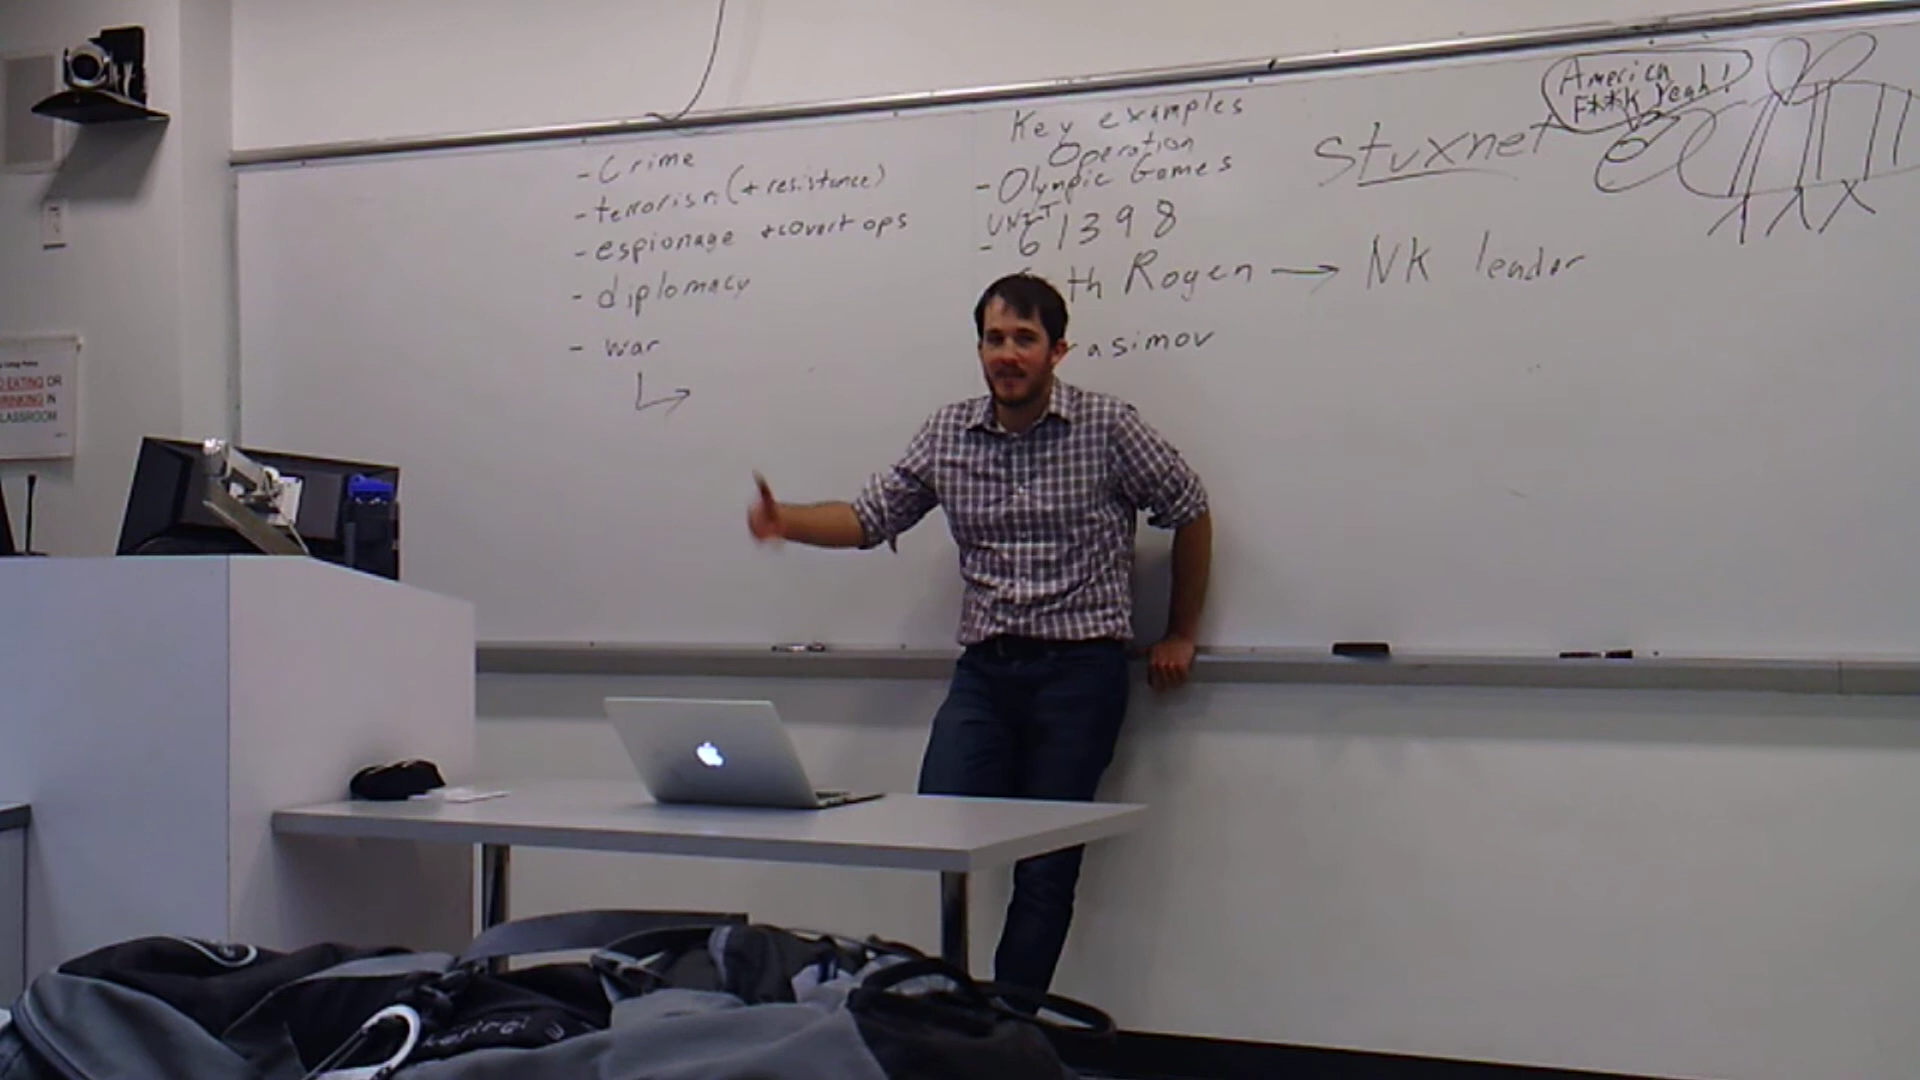 - Crime
- terrorism (+ resistance)
- espionage + covert ops
- diplomacy
- war
Key examples
Operation
- Olympic Games
UNIT
- 61398
th Rogen → NK leader
asimov
Stuxnet
America
F**K Yeah!
EATING OR
DRINKING IN
CLASSROOM